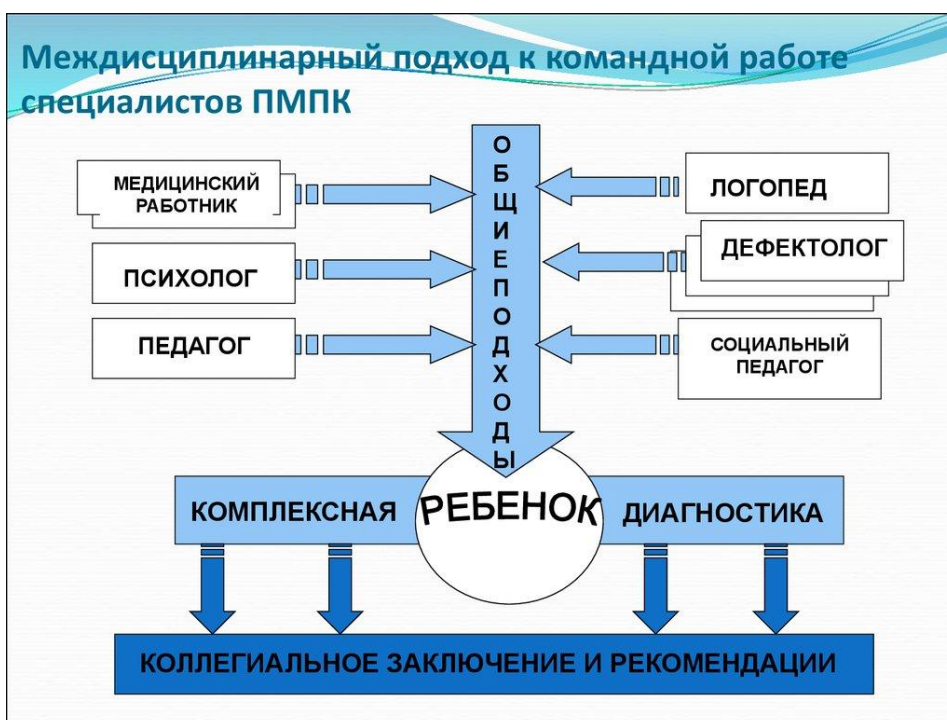 Междисциплинарный подход к командной работе
специалистов ПМПК
МЕДИЦИНСКИЙ
РАБОТНИК
ПСИХОЛОГ
ПЕДАГОГ
ОБЩИЕ ПОДХОДЫ
ЛОГОПЕД
ДЕФЕКТОЛОГ
СОЦИАЛЬНЫЙ
ПЕДАГОГ
КОМПЛЕКСНАЯ
РЕБЕНОК
ДИАГНОСТИКА
КОЛЛЕГИАЛЬНОЕ ЗАКЛЮЧЕНИЕ И РЕКОМЕНДАЦИИ